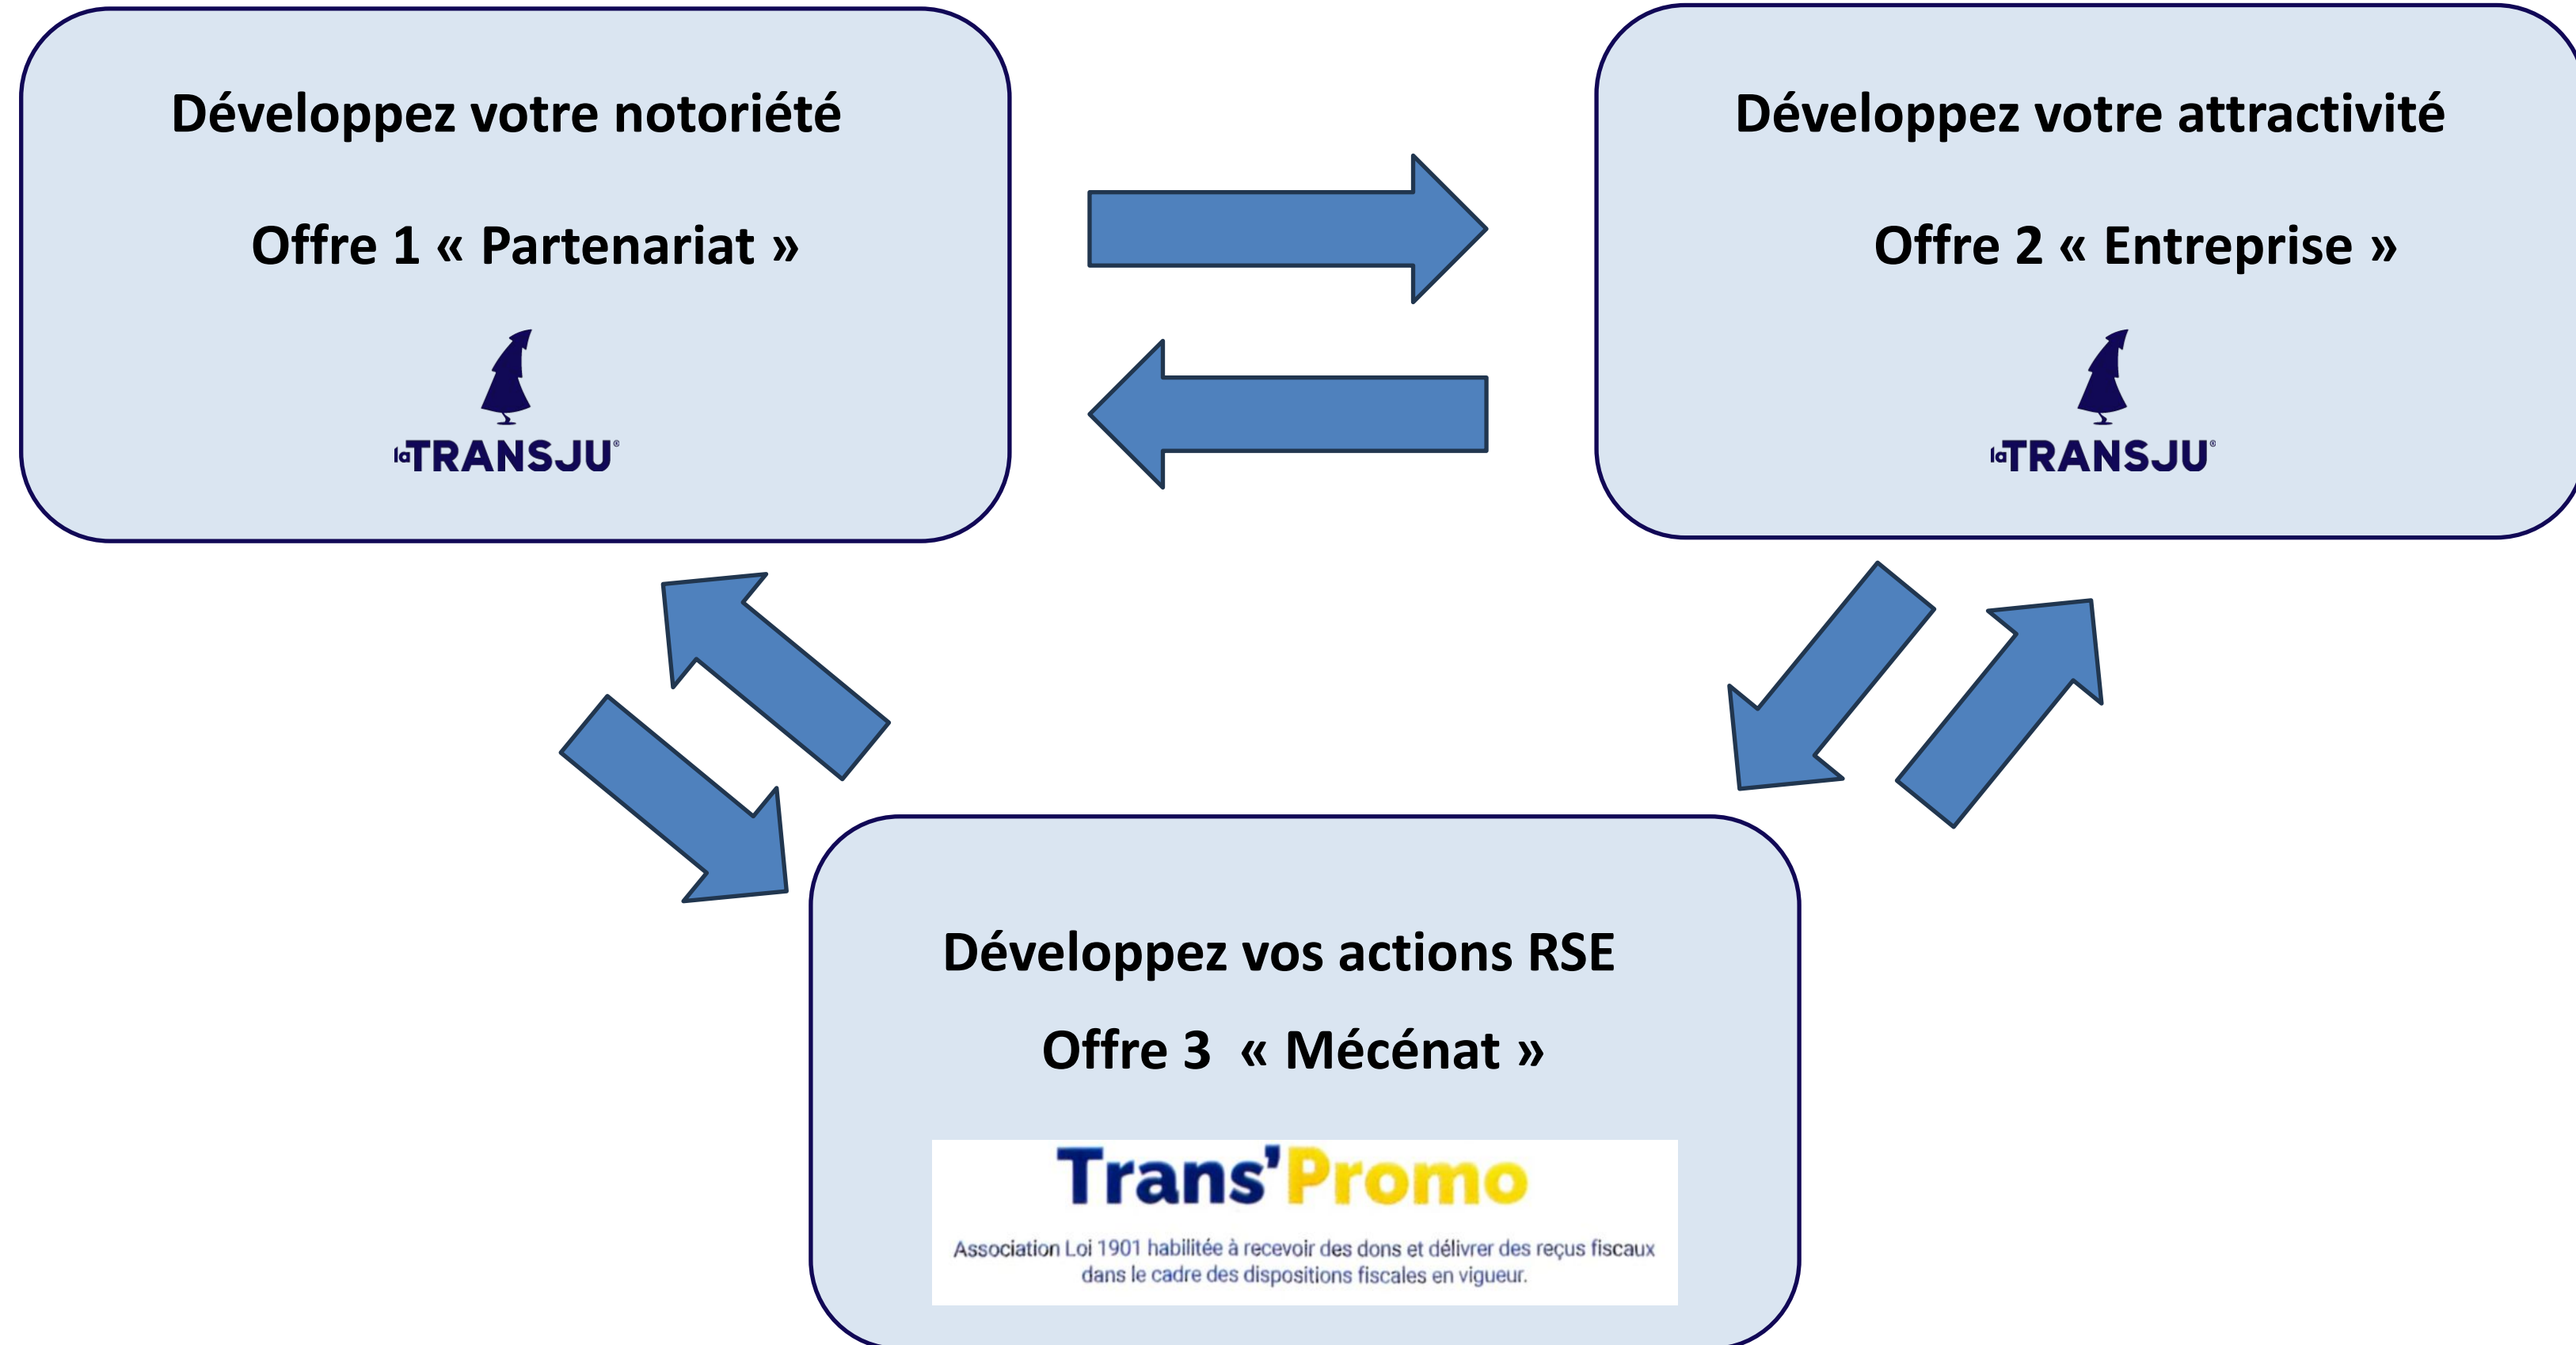 Développez votre notoriété
Offre 1 « Partenariat »
laTRANSJU®
Développez votre attractivité
Offre 2 « Entreprise »
laTRANSJU®
Développez vos actions RSE
Offre 3 « Mécénat »
Trans'Promo
Association Loi 1901 habilitée à recevoir des dons et délivrer des reçus fiscaux
dans le cadre des dispositions fiscales en vigueur.